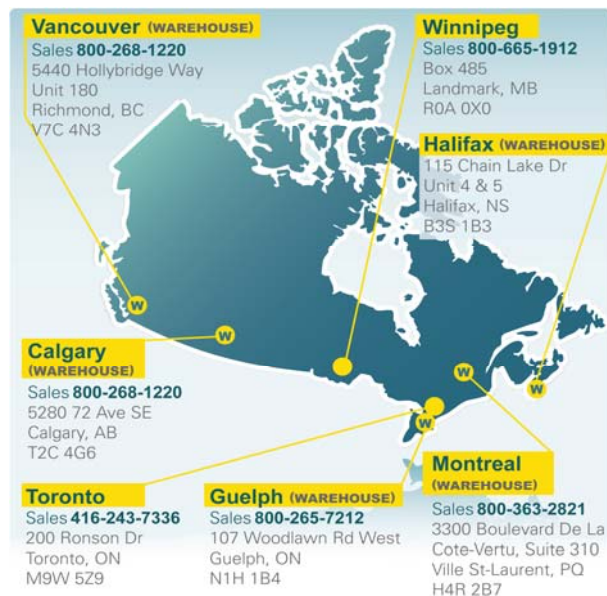 Vancouver (WAREHOUSE)
Sales 800-268-1220
5440 Hollybridge Way
Unit 180
Richmond, BC
V7C 4N3
Winnipeg
Sales 800-665-1912
Box 485
Landmark, MB
R0A 0X0
Halifax (WAREHOUSE)
115 Chain Lake Dr
Unit 4 & 5
Halifax, NS
B3S 1B3
W
W
W
W
W
Calgary
(WAREHOUSE)
Sales 800-268-1220
5280 72 Ave SE
Calgary, AB
T2C 4G6
Toronto
Sales 416-243-7336
200 Ronson Dr
Toronto, ON
M9W 5Z9
Guelph (WAREHOUSE)
Sales 800-265-7212
107 Woodlawn Rd West
Guelph, ON
N1H 1B4
Montreal
(WAREHOUSE)
Sales 800-363-2821
3300 Boulevard De La
Cote-Vertu, Suite 310
Ville St-Laurent, PQ
H4R 2B7